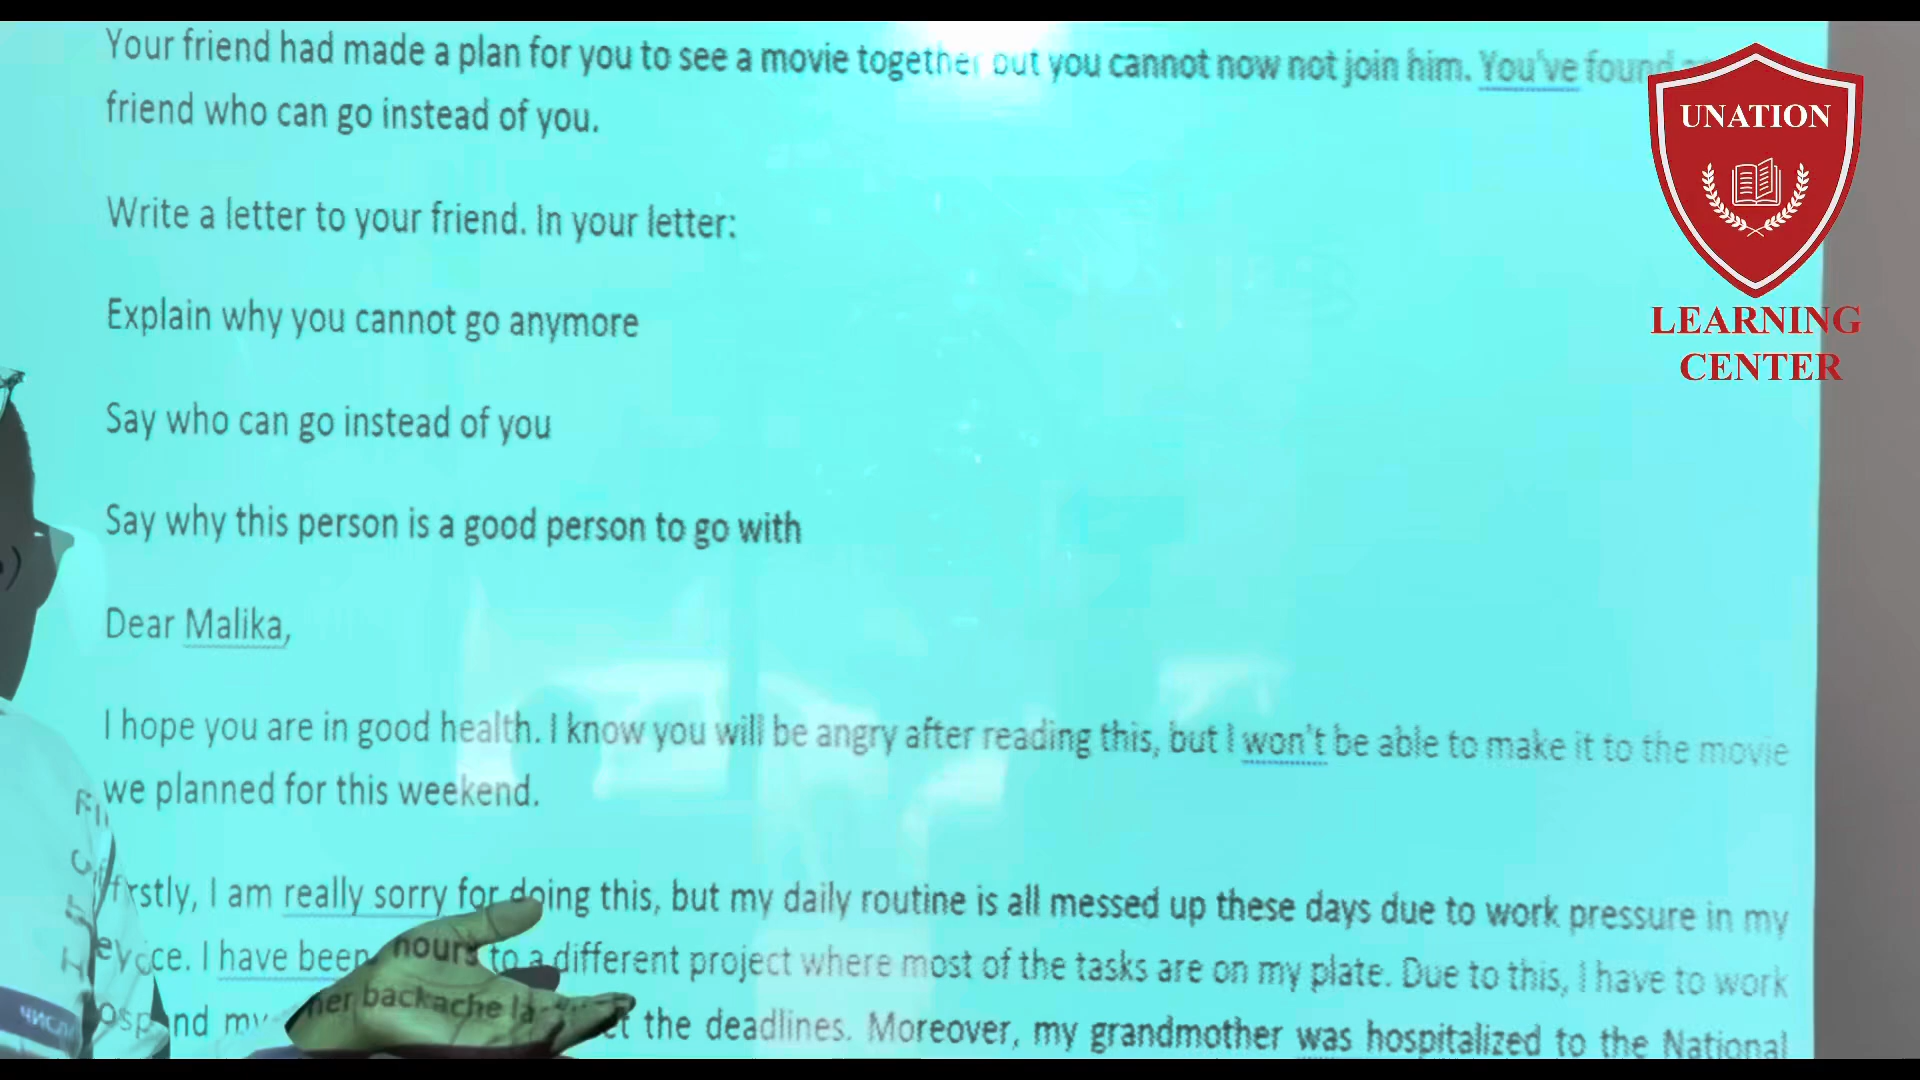 Your friend had made a plan for you to see a movie together but you cannot now not join him. You've found
friend who can go instead of you.
Write a letter to your friend. In your letter:
Explain why you cannot go anymore
Say who can go instead of you
Say why this person is a good person to go with
Dear Malika,
I hope you are in good health. I know you will be angry after reading this, but I won't be able to make it to the movie
we planned for this weekend.
I am really sorry for doing this, but my daily routine is all messed up these days due to work pressure in my
I have been to a different project where most of the tasks are on my plate. Due to this, I have to work
hours
backache
the deadlines. Moreover, my grandmother was hospitalized to the National
UNATION
LEARNING
CENTER